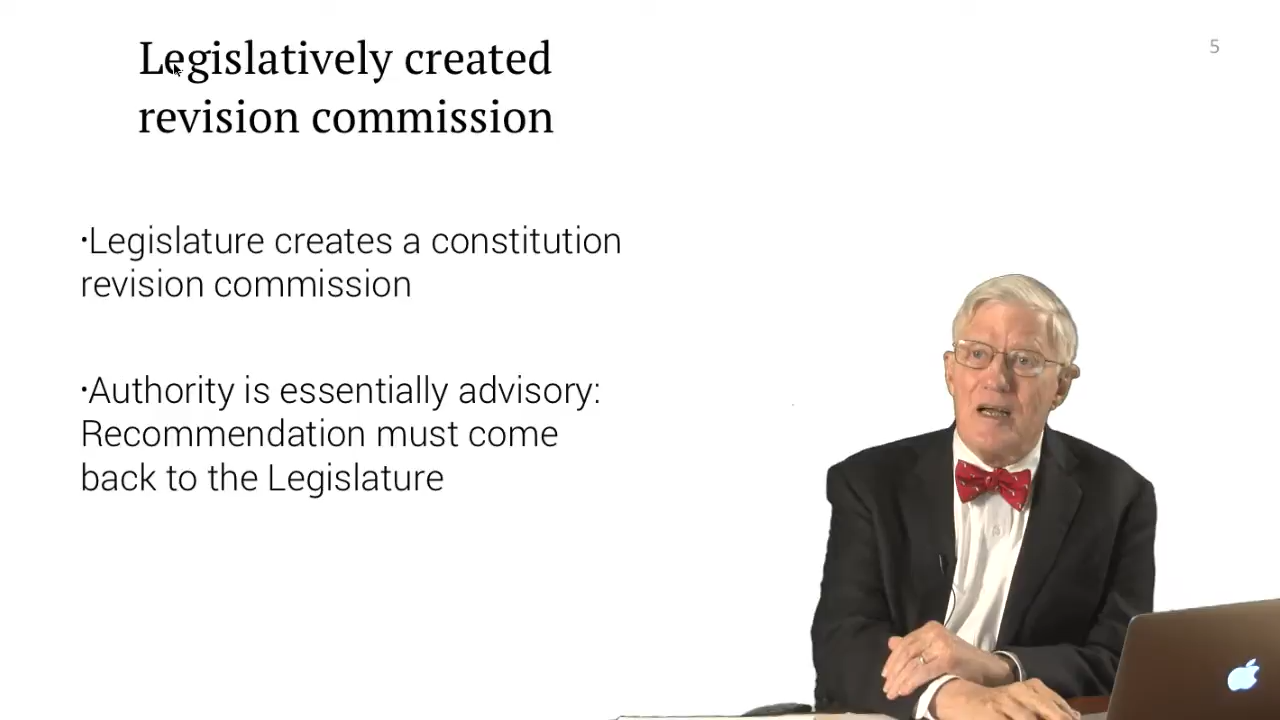 5
Legislatively created
revision commission
·Legislature creates a constitution
revision commission
·Authority is essentially advisory:
Recommendation must come
back to the Legislature